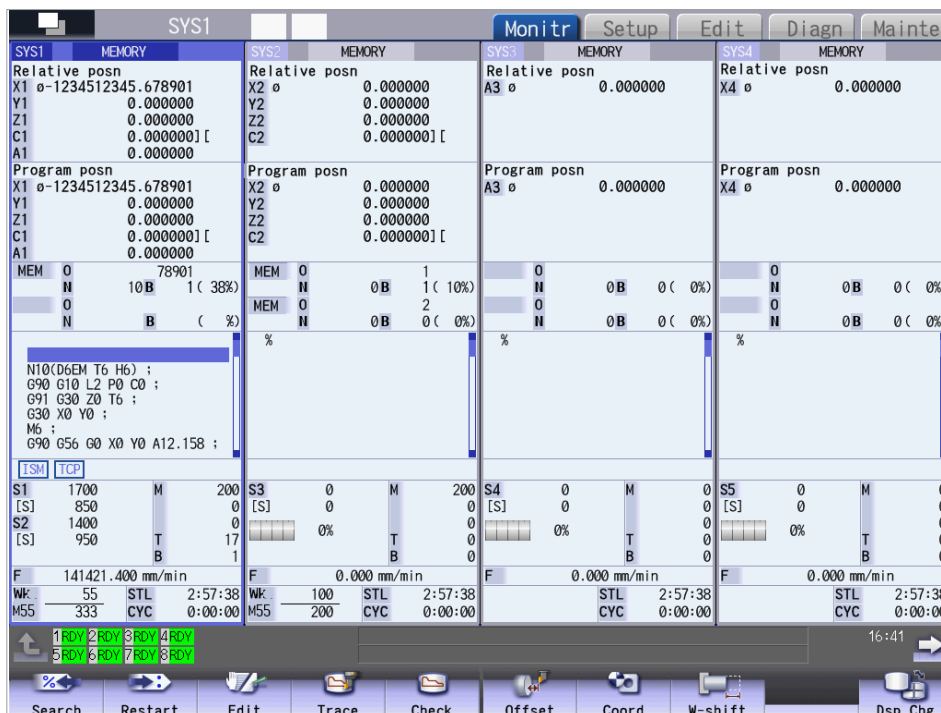 SYS1
Monitr Setup Edit Diagn Mainte
SYS1 MEMORY
Relative posn
X1 ø-1234512345.678901
Y1 0.000000
Z1 0.000000
C1 0.000000][
A1 0.000000
Program posn
X1 ø-1234512345.678901
Y1 0.000000
Z1 0.000000
C1 0.000000][
A1 0.000000
MEM O 78901
N 10 B 1( 38%)
O
N B ( %)
N10(D6EM T6 H6) ;
G90 G10 L2 P0 C0 ;
G91 G30 Z0 T6 ;
G30 X0 Y0 ;
M6 ;
G90 G56 G0 X0 Y0 A12.158 ;
ISM TCP
S1 1700 M 200
[S] 850 0
S2 1400 0
[S] 950 T 17
B 1
F 141421.400 mm/min
Wk. 55 STL 2:57:38
M55 333 CYC 0:00:00
SYS2 MEMORY
Relative posn
X2 ø 0.000000
Y2 0.000000
Z2 0.000000
C2 0.000000][
Program posn
X2 ø 0.000000
Y2 0.000000
Z2 0.000000
C2 0.000000][
MEM O 1
N 0 B 1( 10%)
MEM O 2
N 0 B 0( 0%)
%
S3 0 M 200
[S] 0 0
0% 0
T 0
B 0
F 0.000 mm/min
Wk. 100 STL 2:57:38
M55 200 CYC 0:00:00
SYS3 MEMORY
Relative posn
A3 ø 0.000000
Program posn
A3 ø 0.000000
O
N 0 B 0( 0%)
O
N 0 B 0( 0%)
%
S4 0 M 0
[S] 0 0
0% 0
T 0
B 0
F 0.000 mm/min
STL 2:57:38
CYC 0:00:00
SYS4 MEMORY
Relative posn
X4 ø 0.000000
Program posn
X4 ø 0.000000
O
N 0 B 0( 0%
O
N 0 B 0( 0%
%
S5 0 M 0
[S] 0 0
0% 0
T 0
B 0
F 0.000 mm/min
STL 2:57:3
CYC 0:00:0
1RDY 2RDY 3RDY 4RDY
5RDY 6RDY 7RDY 8RDY
16:41
Search Restart Edit Trace Check Offset Coord W-shift Dsp Chg